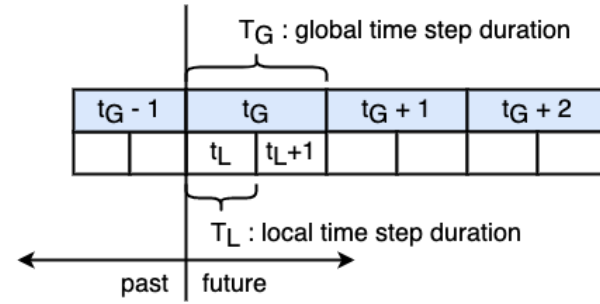 T_G : global time step duration
t_G - 1 t_G t_G + 1 t_G + 2
t_L t_L+1
T_L : local time step duration
past future